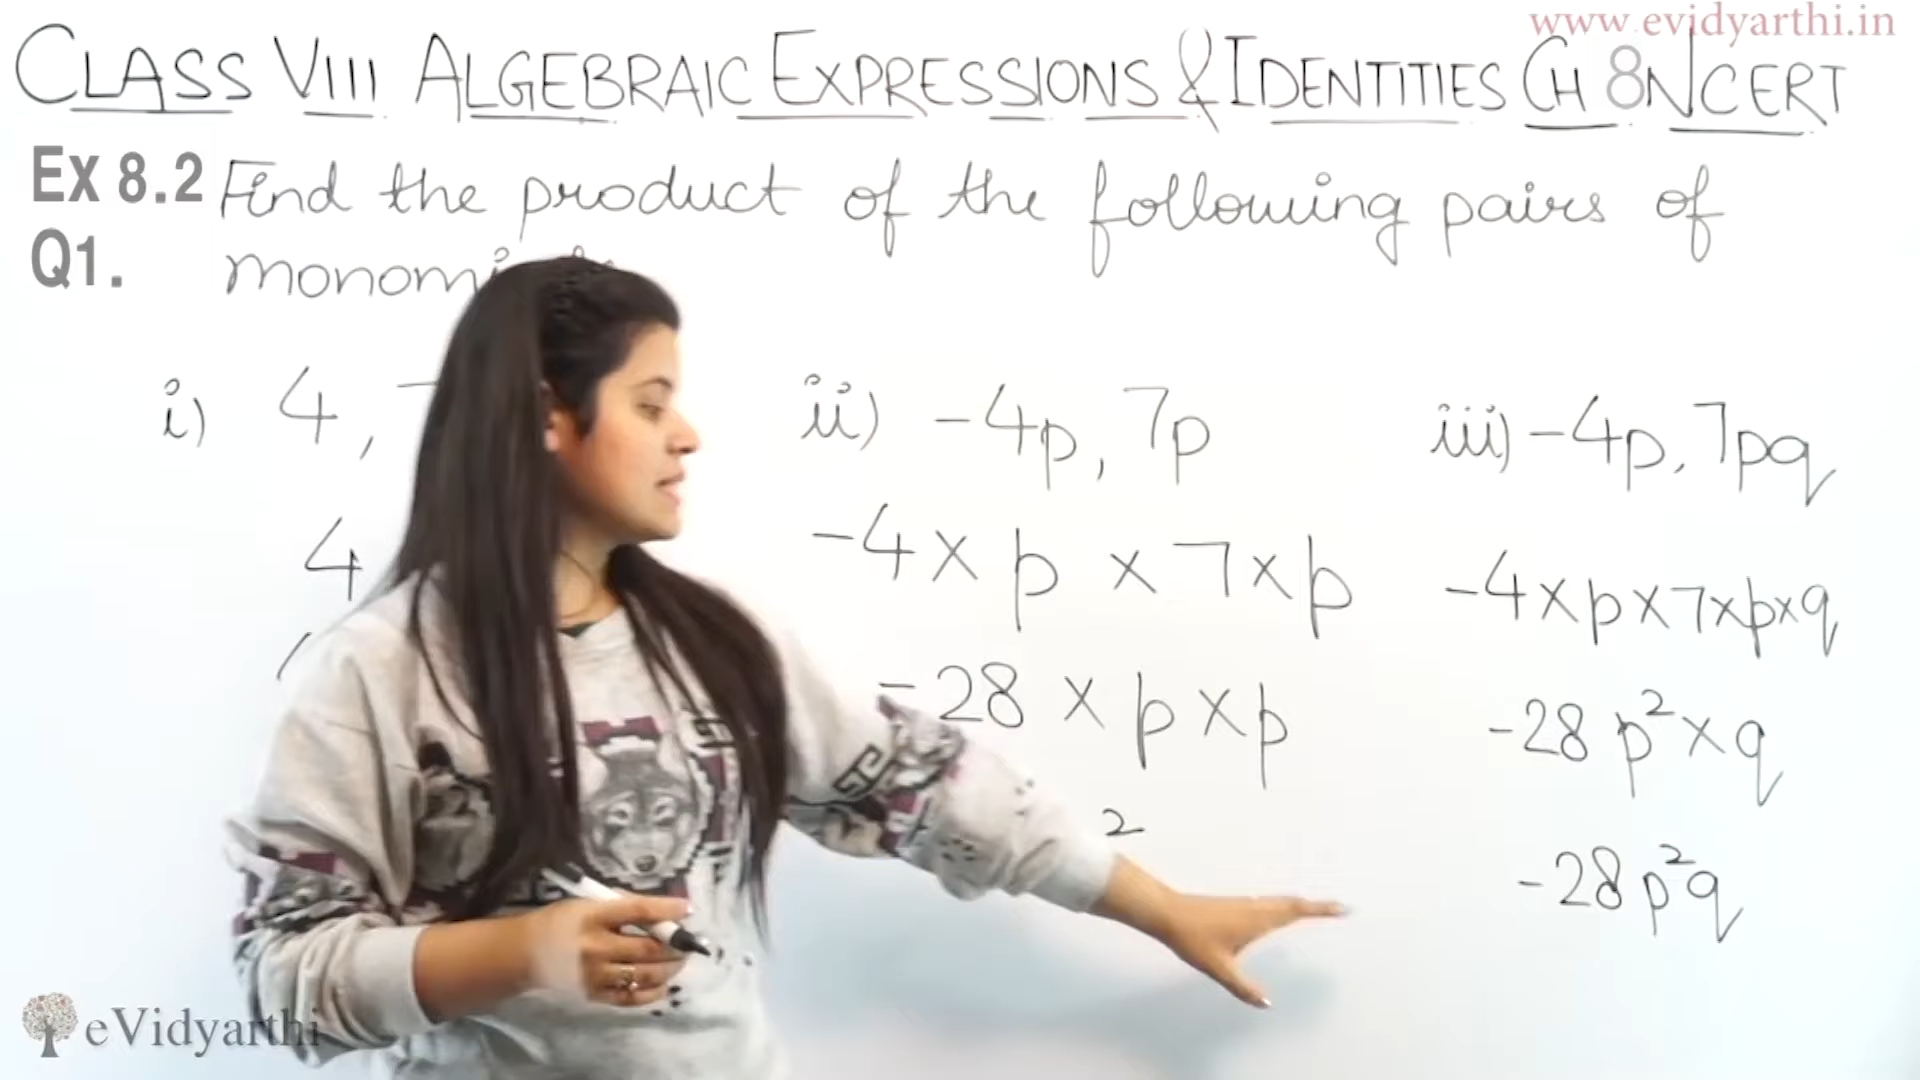 www.evidyarthi.in
CLASS VIII ALGEBRAIC EXPRESSIONS & IDENTITIES CH 8 NCERT
Ex 8.2 Find the product of the following pairs of
Q1.
i) 4,
ii) -4p, 7p
iii) -4p, 7pq
4
-4 × p × 7 × p
-4×p×7×p×q
-28 × p × p
-28 p² × q
2
-28 p²q
eVidyarthi